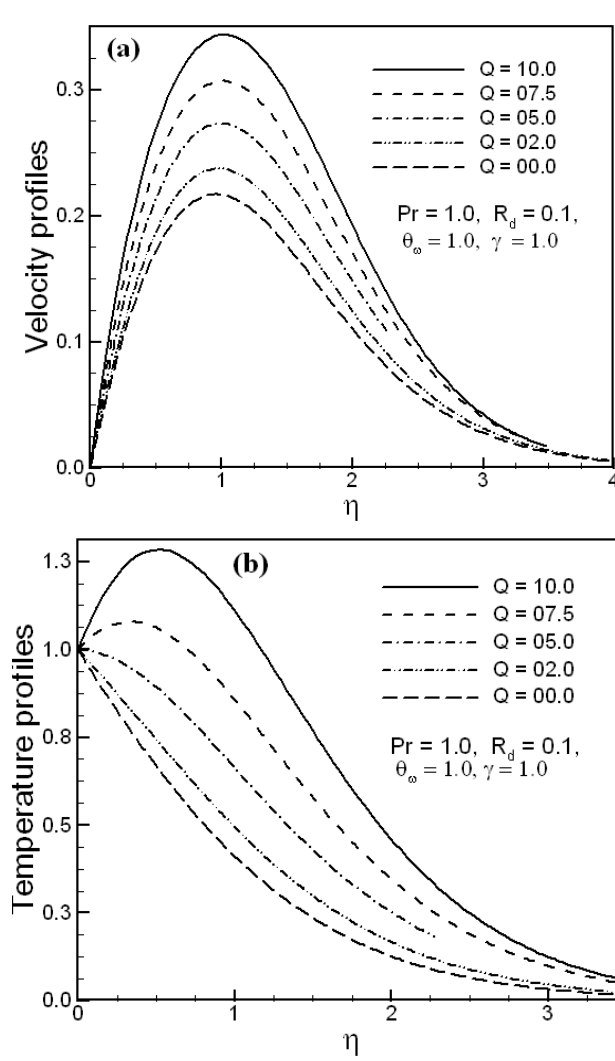 (a)
Q = 10.0
Q = 07.5
Q = 05.0
Q = 02.0
Q = 00.0
Pr = 1.0, R_d = 0.1,
θ_ω = 1.0, γ = 1.0
Velocity profiles
0.3
0.2
0.1
0.0
0 1 2 3 4
η
(b)
Q = 10.0
Q = 07.5
Q = 05.0
Q = 02.0
Q = 00.0
Pr = 1.0, R_d = 0.1,
θ_ω = 1.0, γ = 1.0
Temperature profiles
1.3
1.0
0.8
0.5
0.3
0.0
0 1 2 3
η